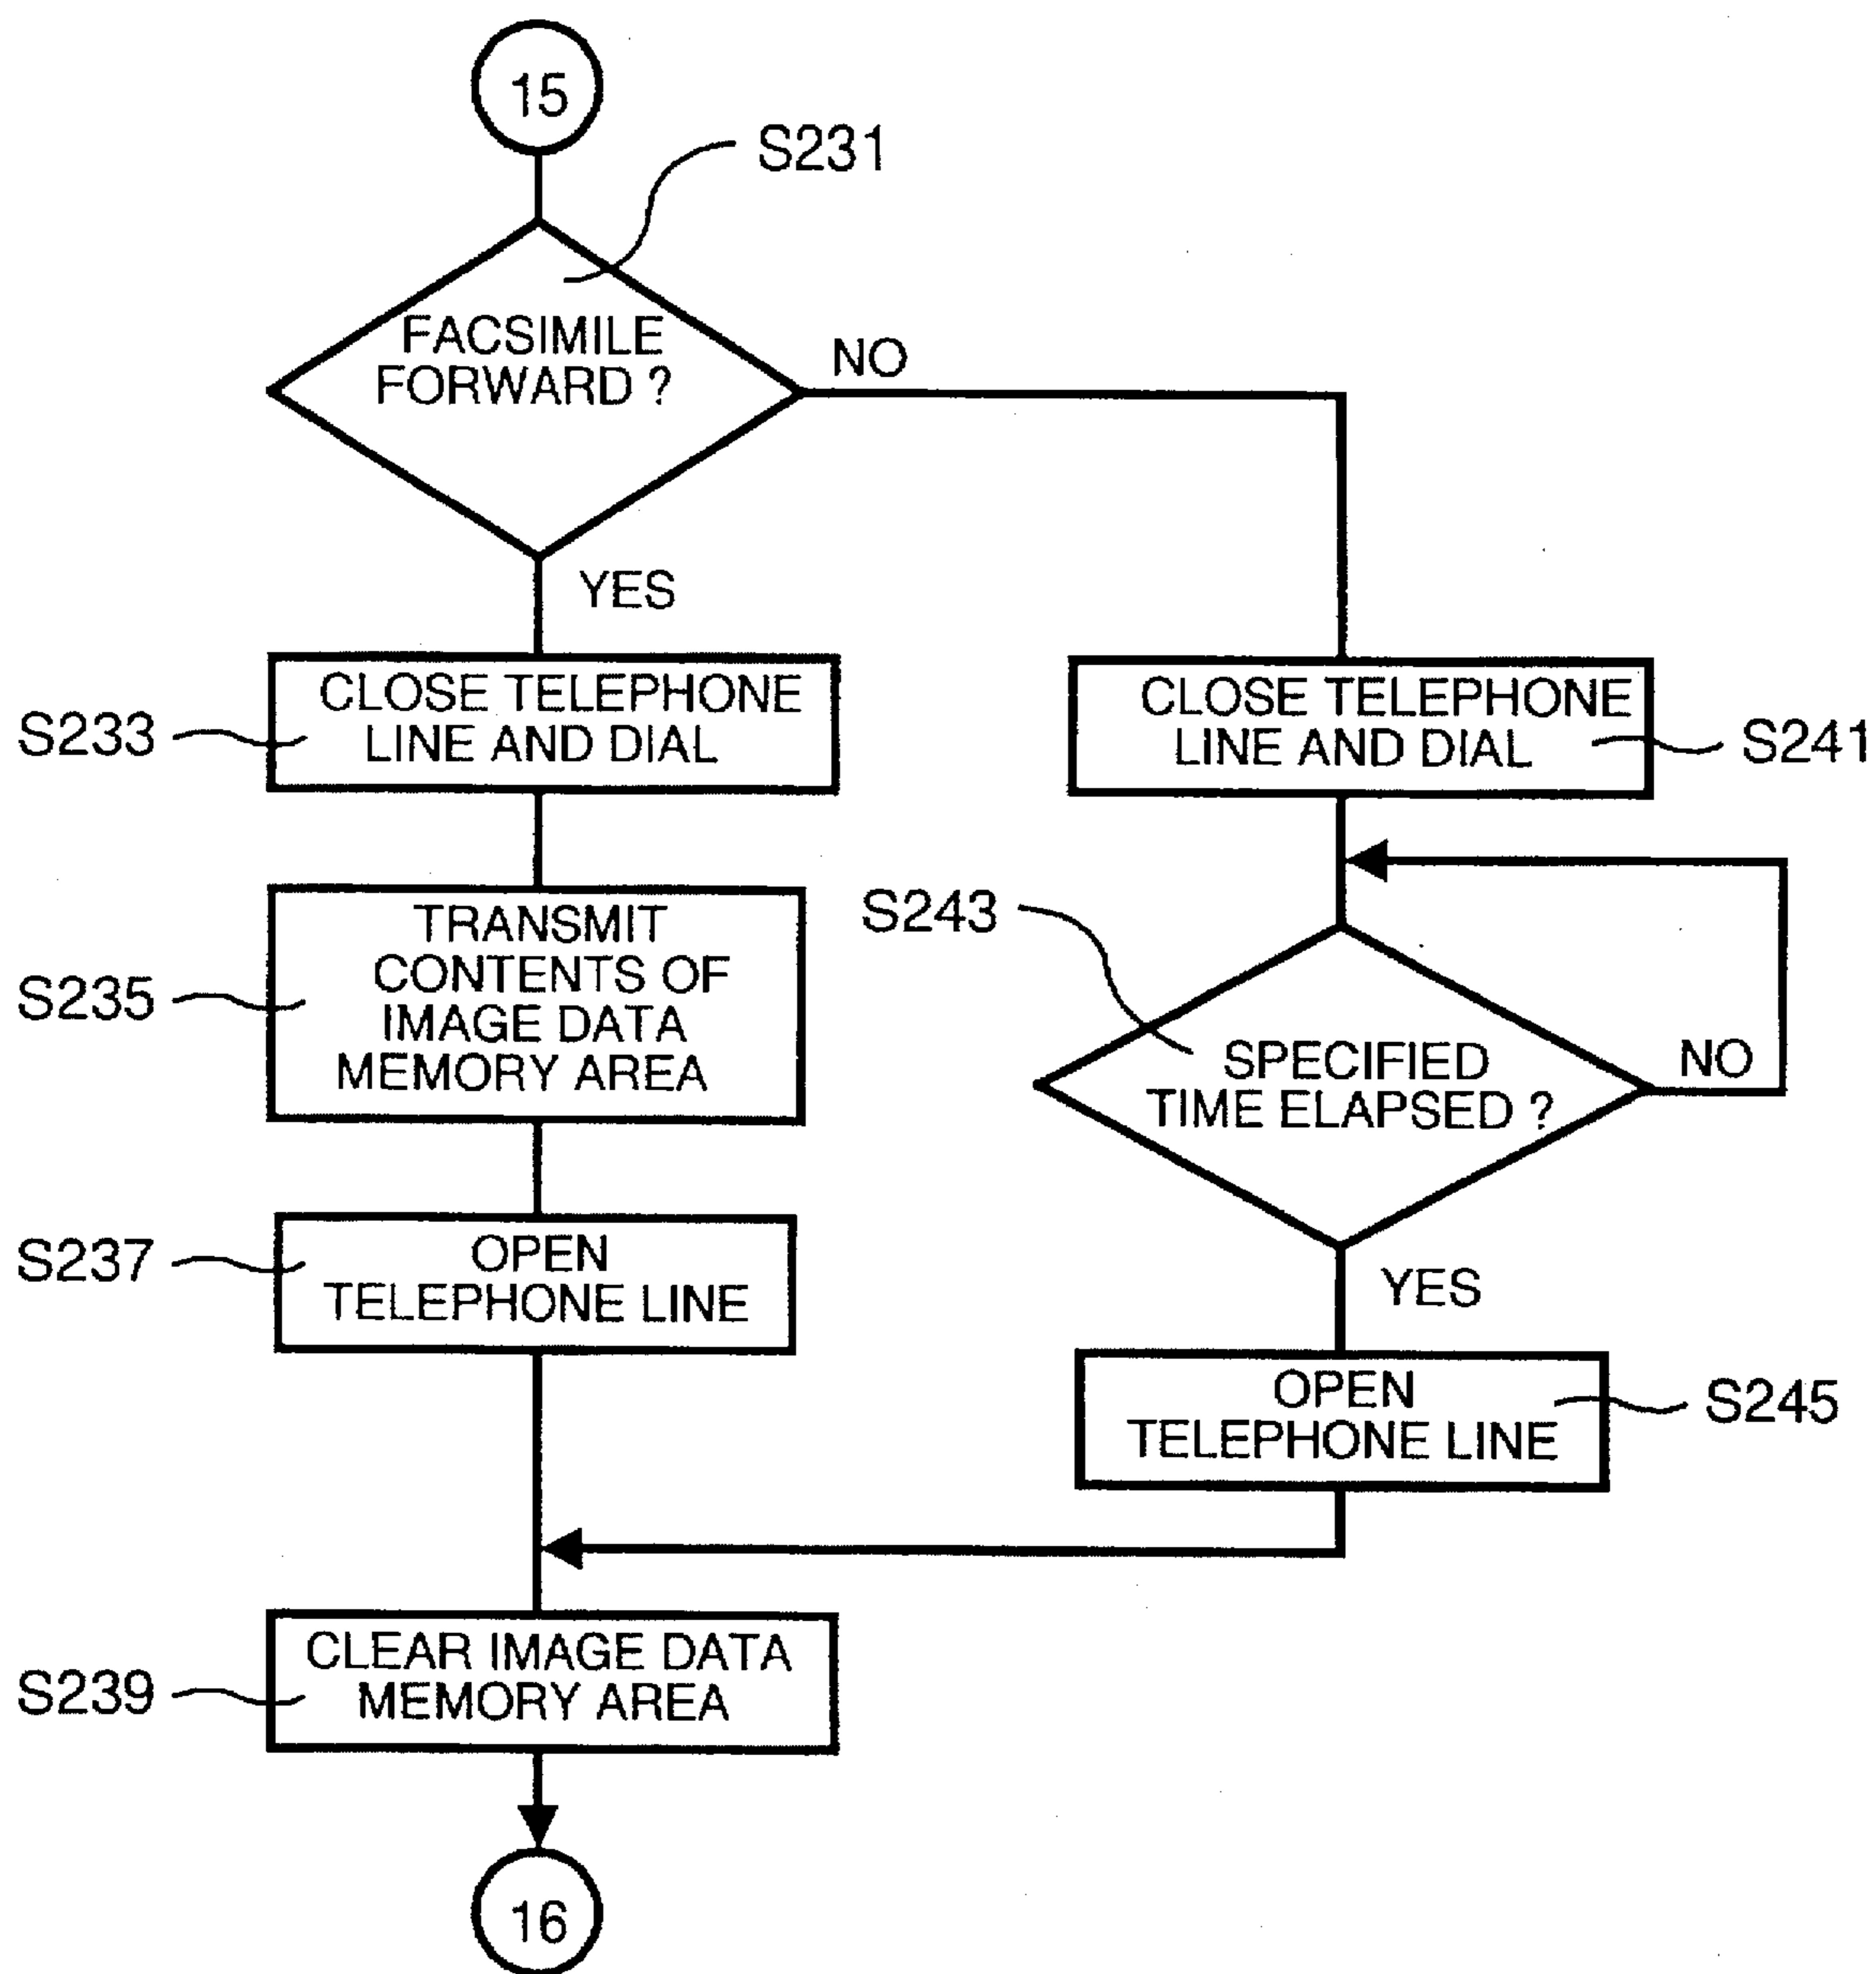 15
S231
FACSIMILE
FORWARD ?
NO
YES
S233
CLOSE TELEPHONE
LINE AND DIAL
CLOSE TELEPHONE
LINE AND DIAL
S241
S235
TRANSMIT
CONTENTS OF
IMAGE DATA
MEMORY AREA
S243
SPECIFIED
TIME ELAPSED ?
NO
YES
S237
OPEN
TELEPHONE LINE
OPEN
TELEPHONE LINE
S245
S239
CLEAR IMAGE DATA
MEMORY AREA
16